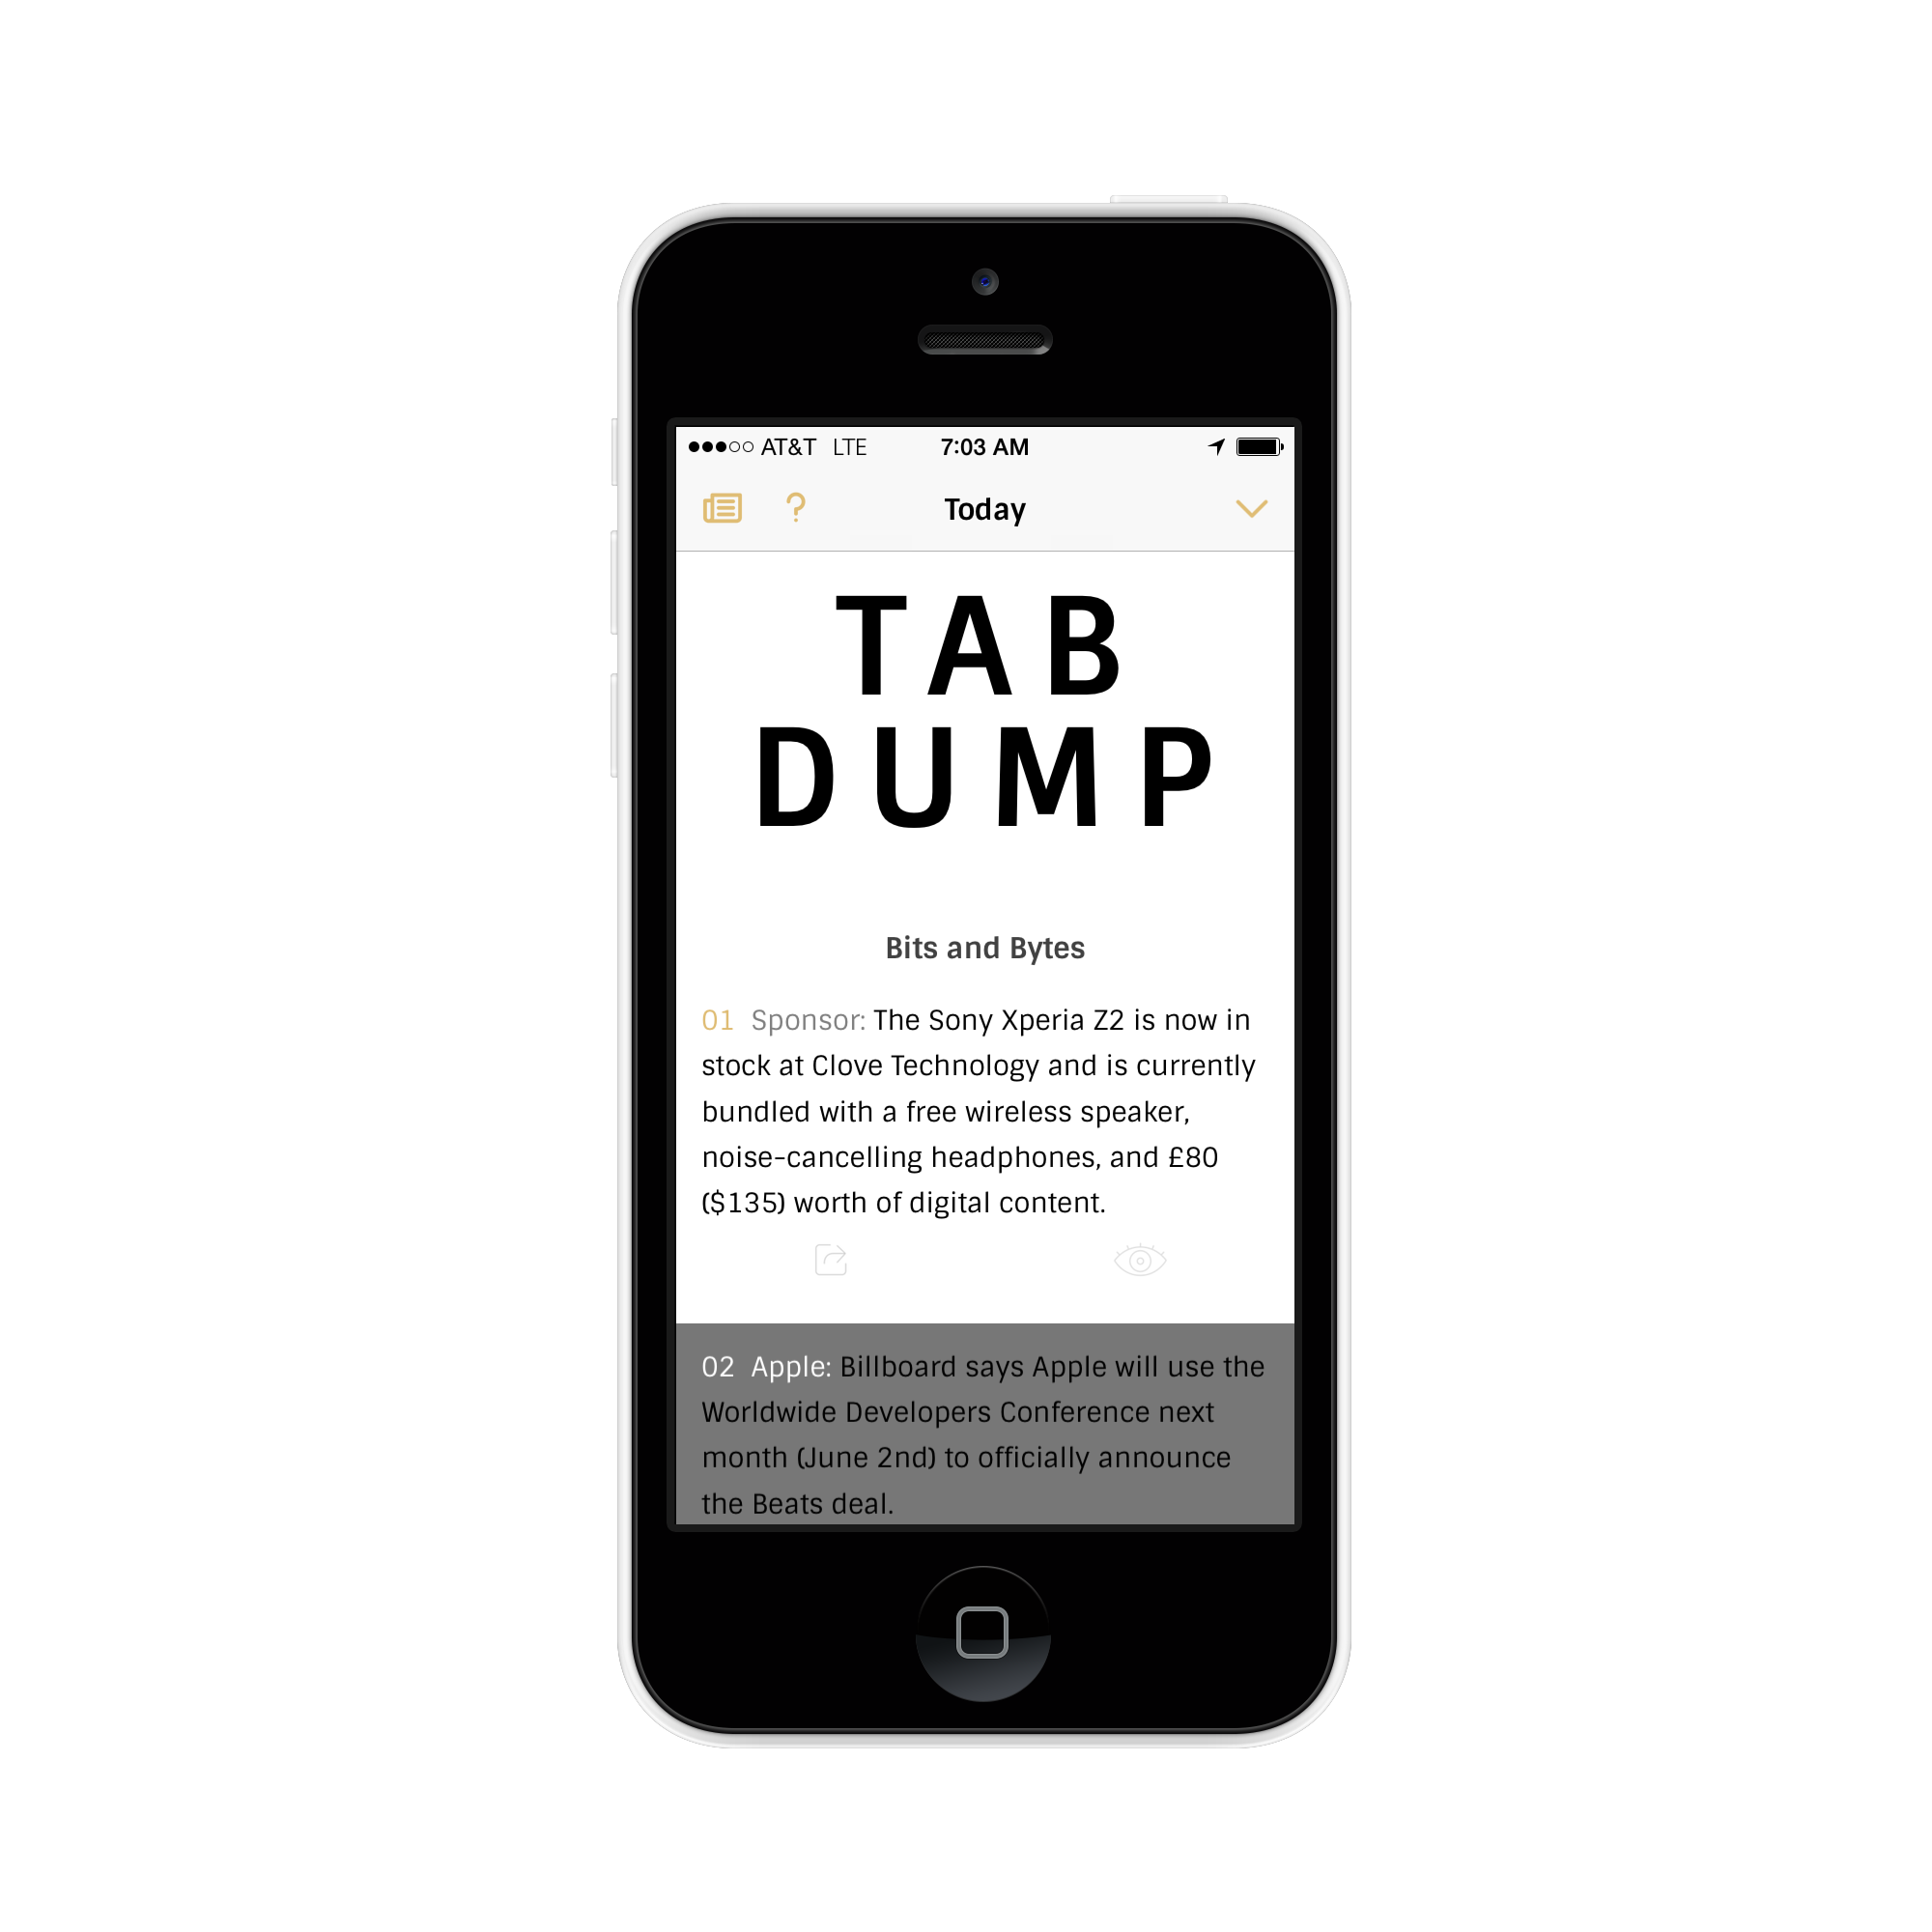 AT&T LTE 7:03 AM
? Today
TAB
DUMP
Bits and Bytes
01 Sponsor: The Sony Xperia Z2 is now in
stock at Clove Technology and is currently
bundled with a free wireless speaker,
noise-cancelling headphones, and £80
($135) worth of digital content.
02 Apple: Billboard says Apple will use the
Worldwide Developers Conference next
month (June 2nd) to officially announce
the Beats deal.